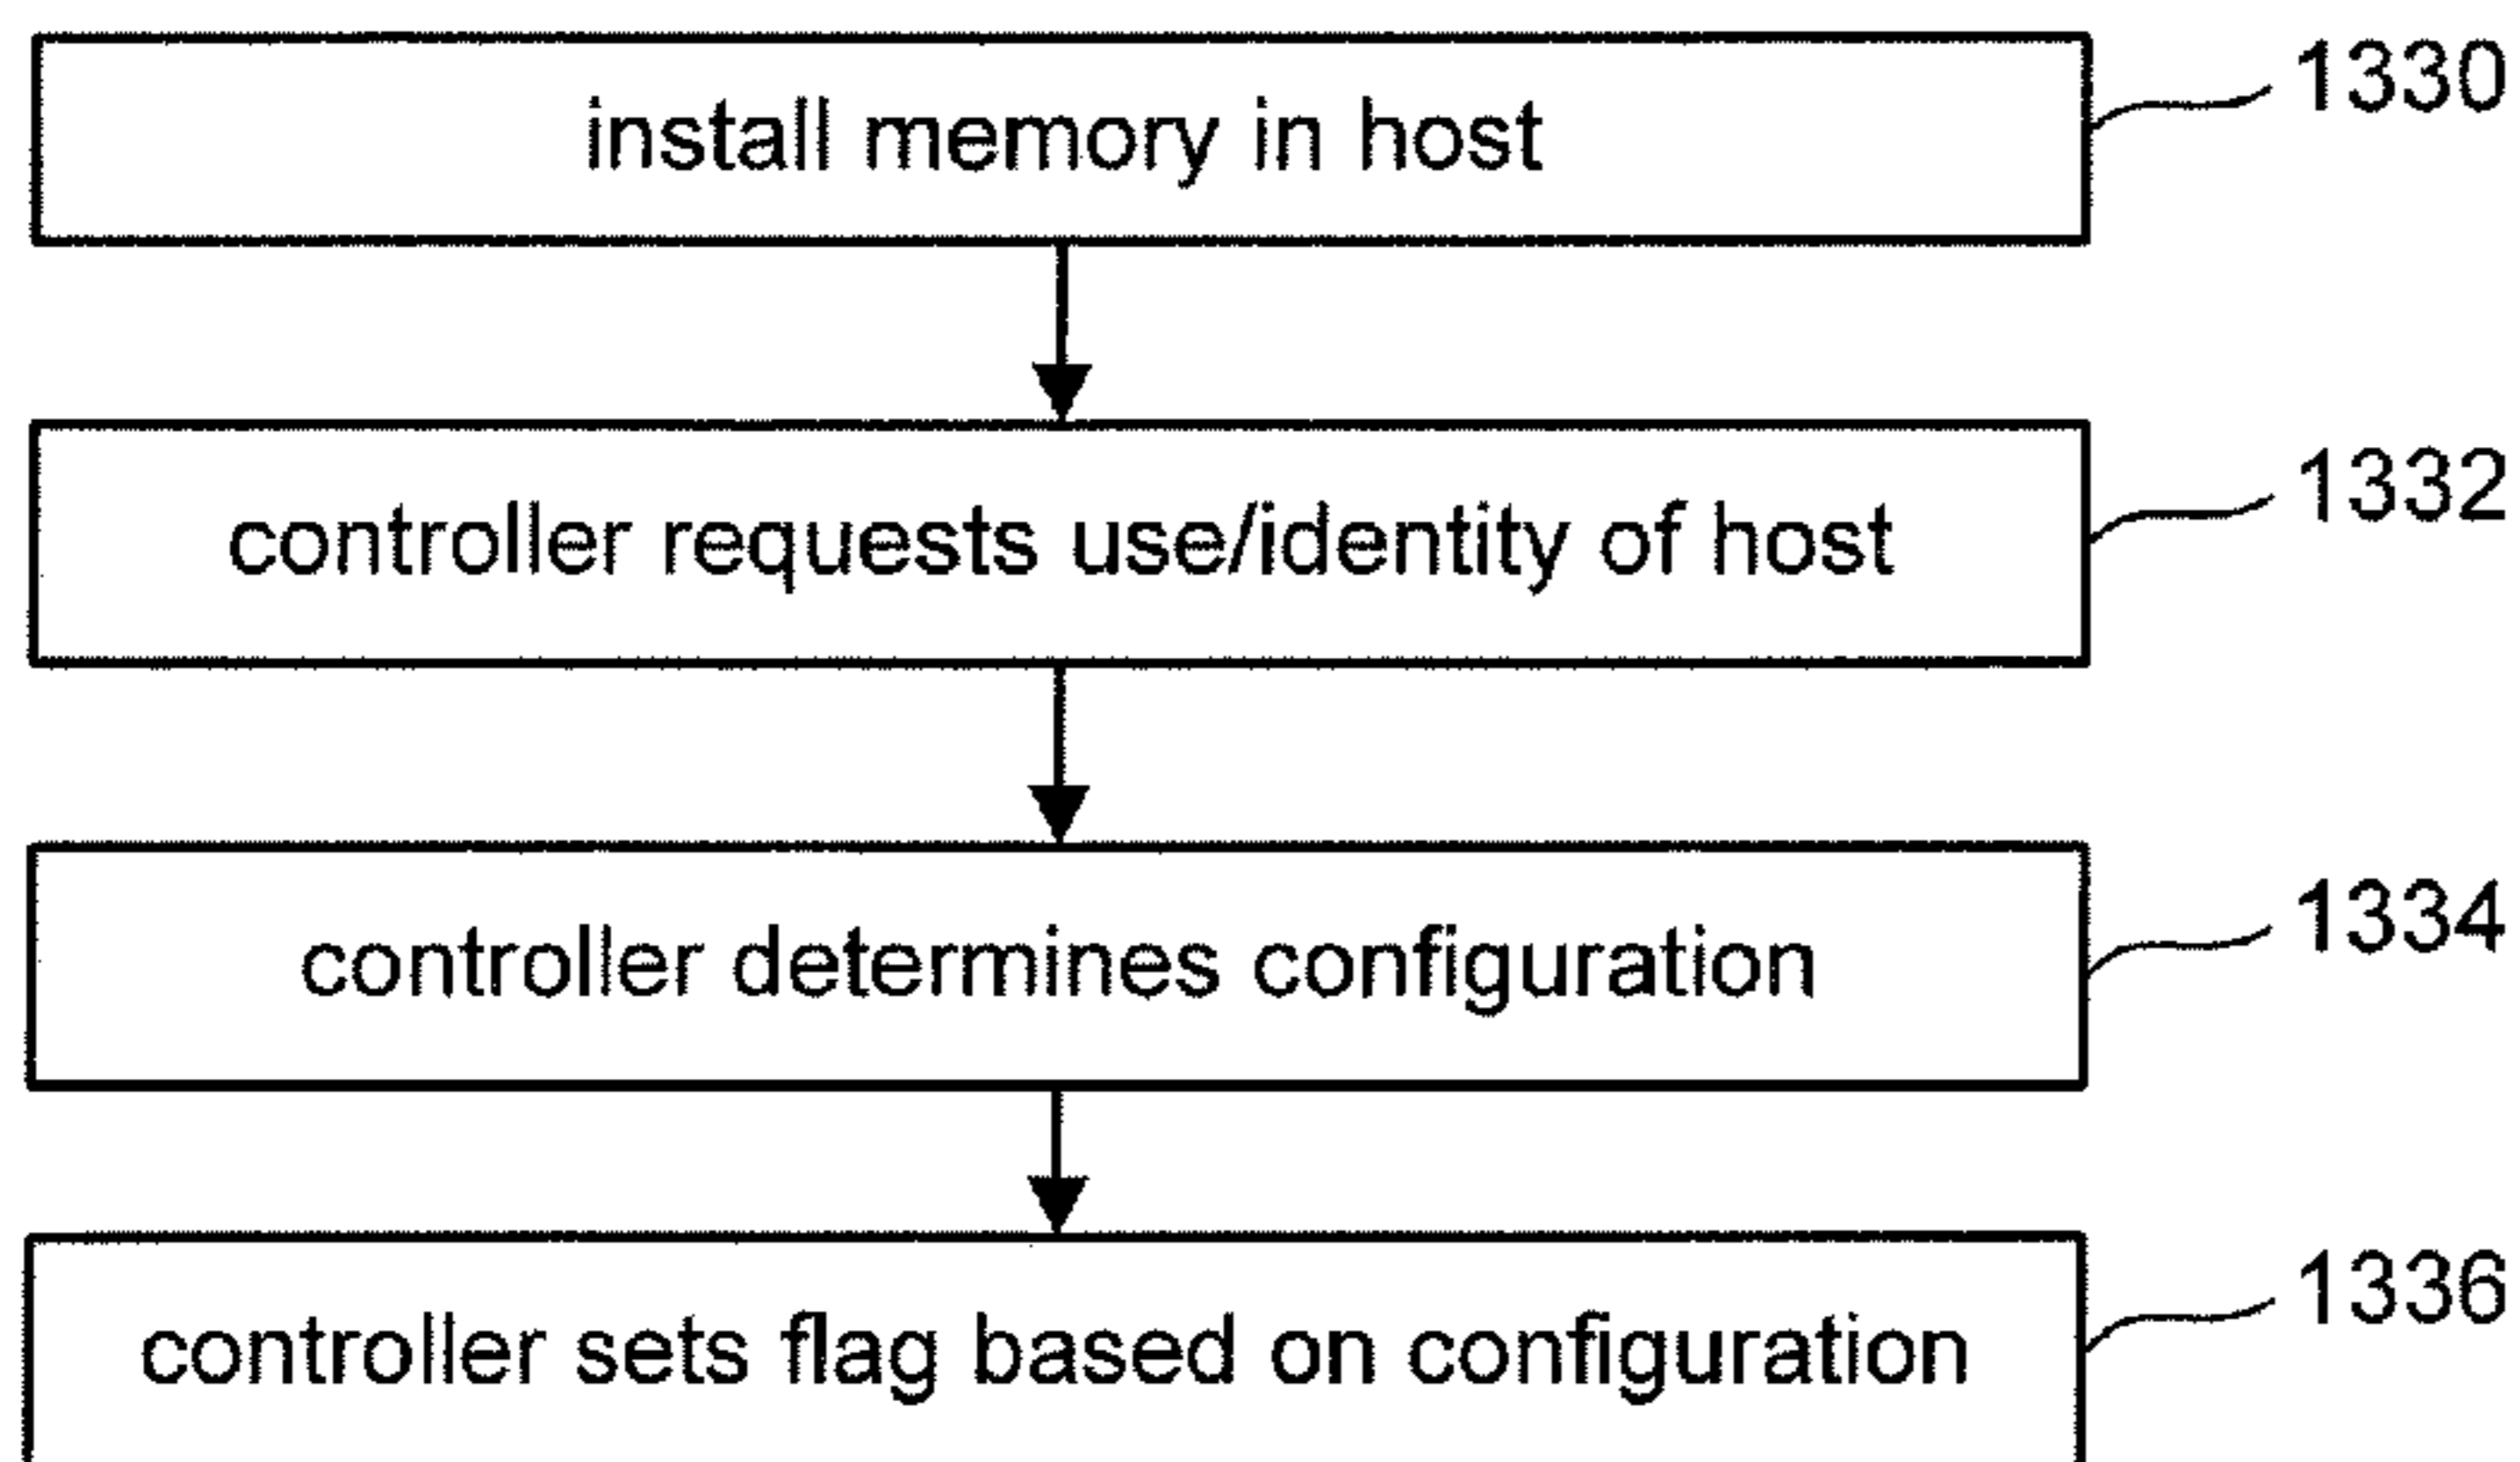 install memory in host 1330
controller requests use/identity of host 1332
controller determines configuration 1334
controller sets flag based on configuration 1336